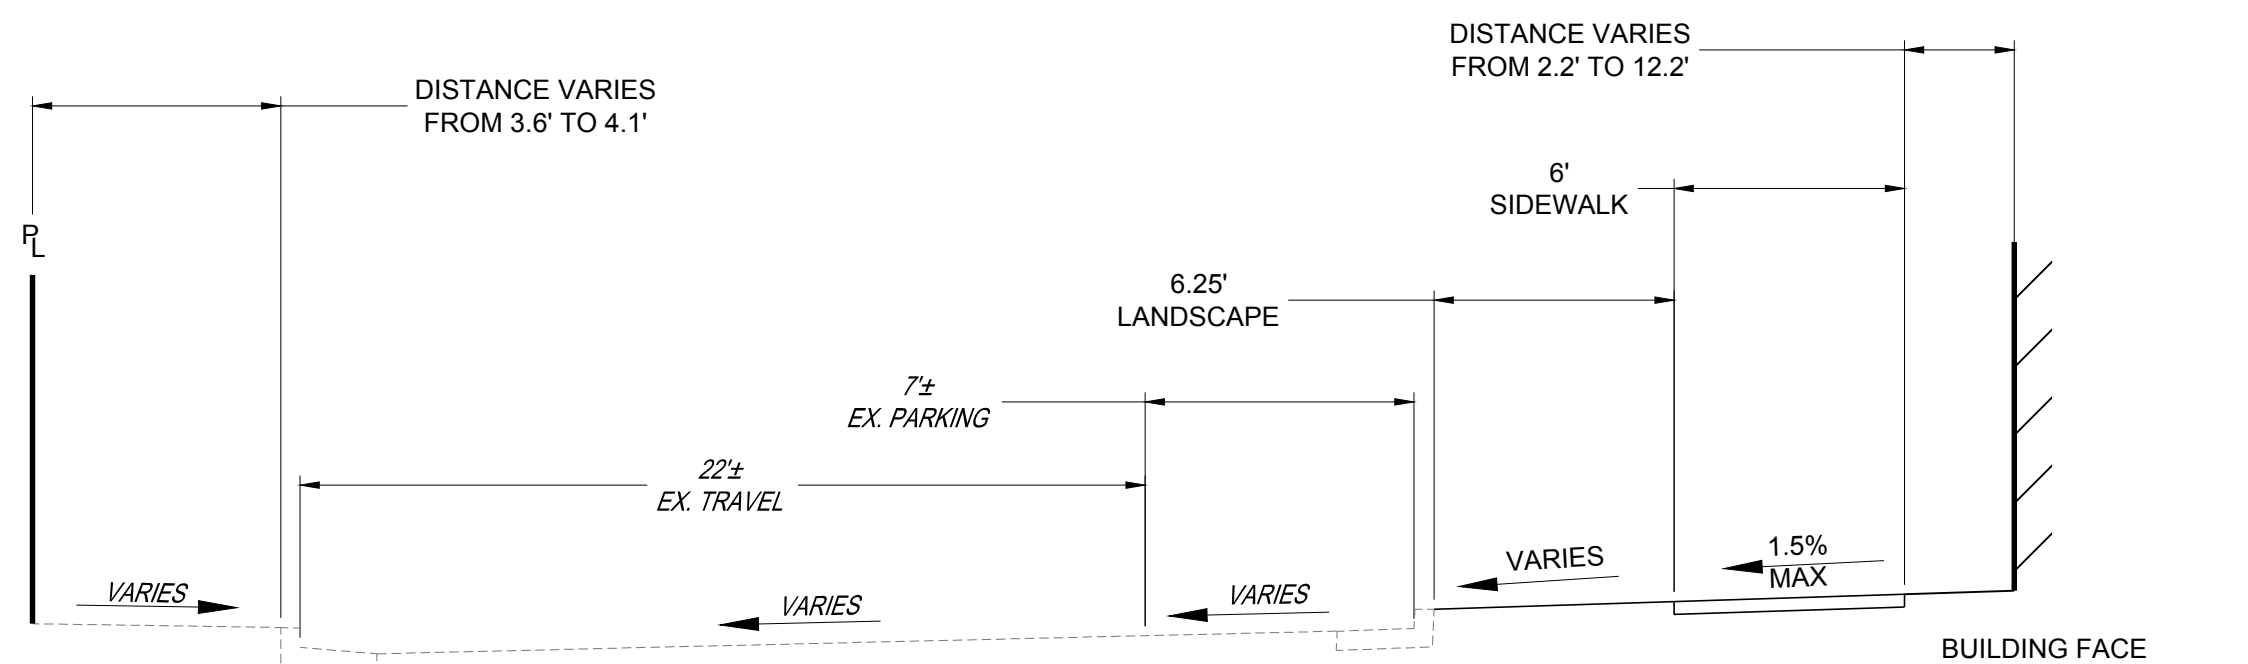 DISTANCE VARIES
FROM 2.2' TO 12.2'
DISTANCE VARIES
FROM 3.6' TO 4.1'
6'
SIDEWALK
PL
6.25'
LANDSCAPE
7'±
EX. PARKING
22'±
EX. TRAVEL
VARIES
VARIES
VARIES
VARIES
1.5%
MAX
BUILDING FACE